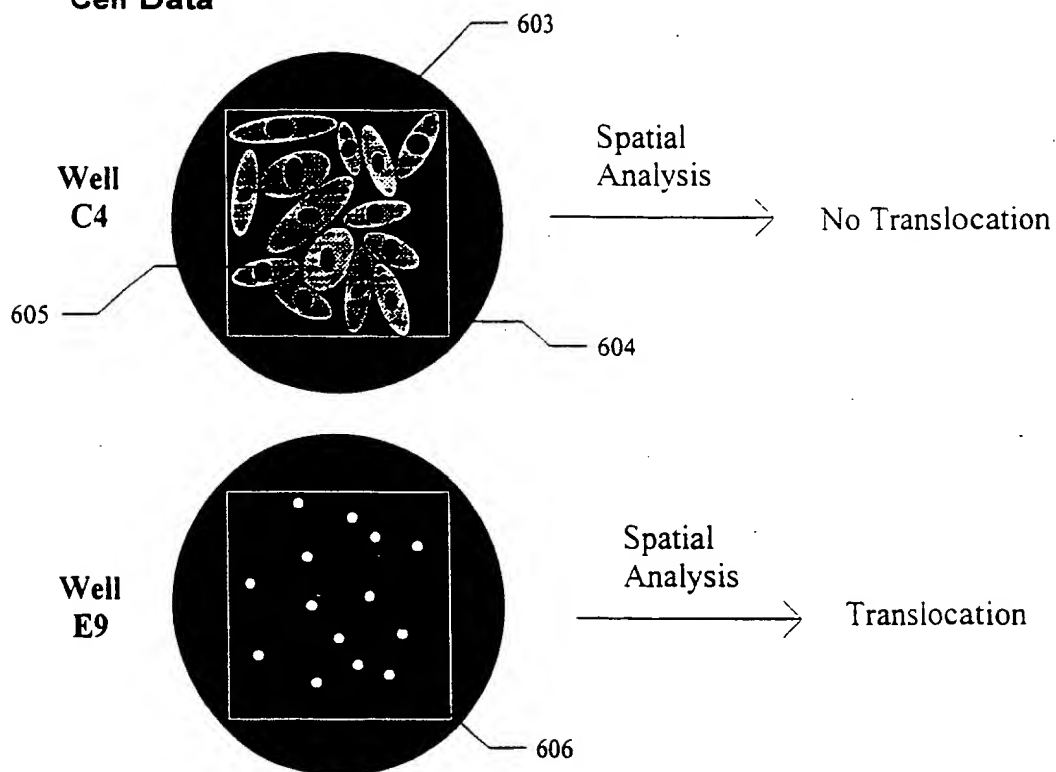 Cell Data
603
Spatial
Analysis
Well
C4
No Translocation
605
604
Spatial
Analysis
Well
E9
Translocation
606